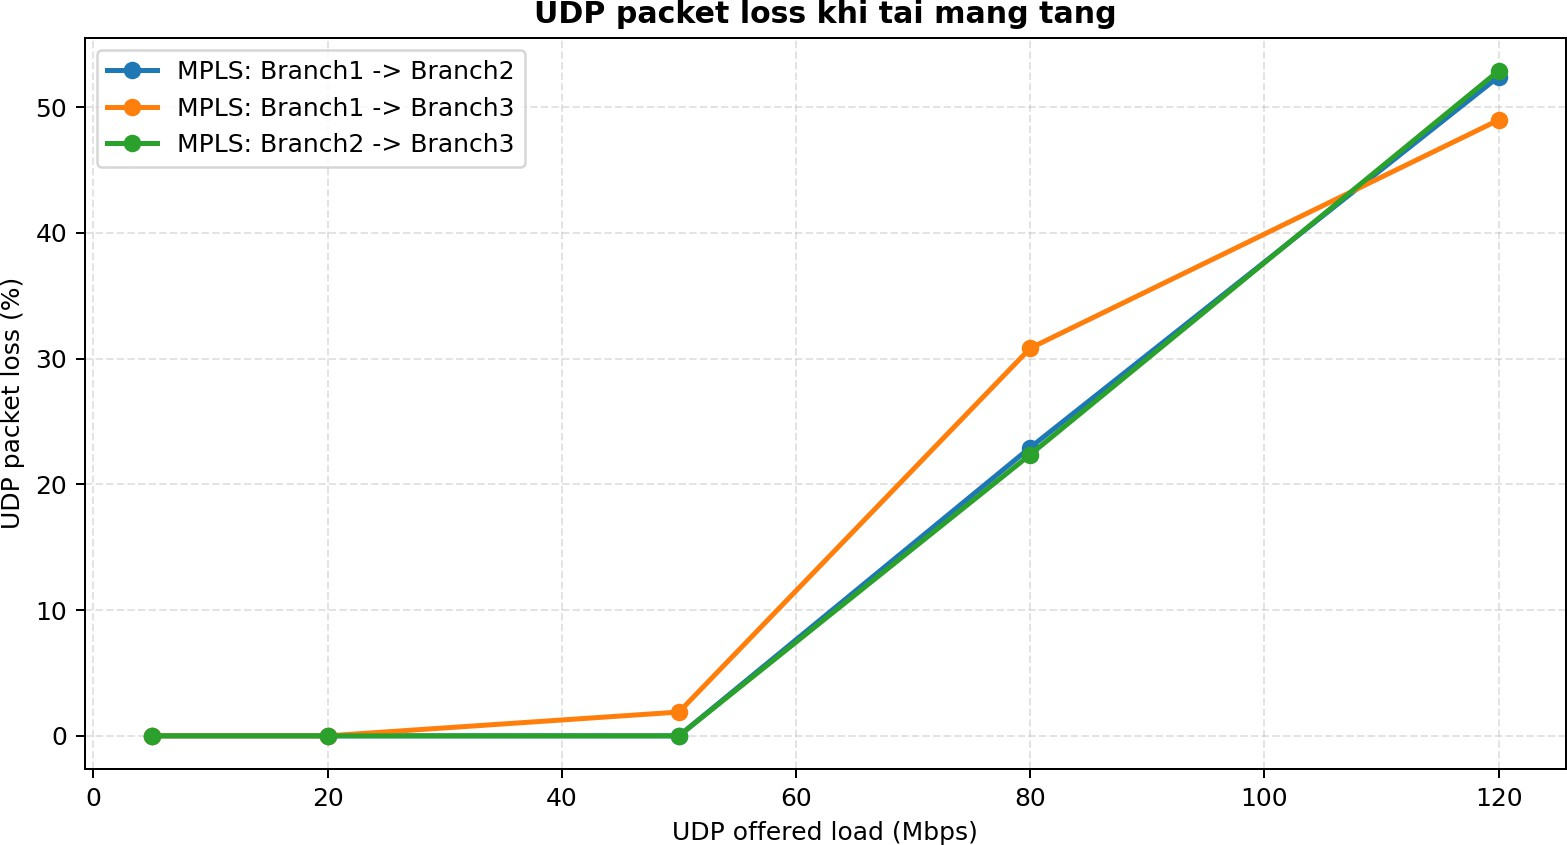 UDP packet loss khi tai mang tang
MPLS: Branch1 -> Branch2
MPLS: Branch1 -> Branch3
MPLS: Branch2 -> Branch3
UDP packet loss (%)
50
40
30
20
10
0
0 20 40 60 80 100 120
UDP offered load (Mbps)